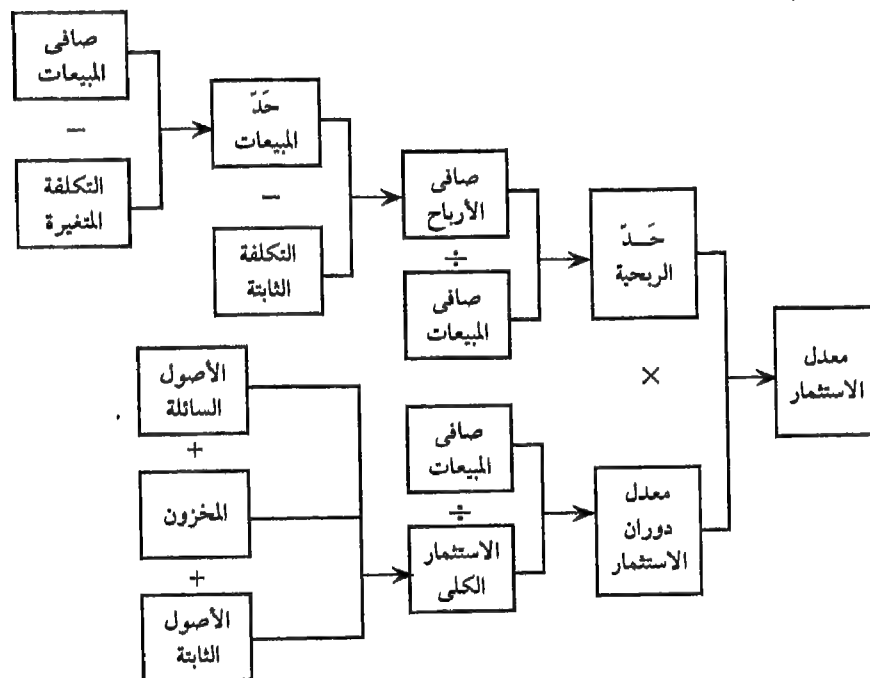 صافى
المبيعات
−
التكلفة
المتغيرة
حَدّ
المبيعات
−
التكلفة
الثابتة
صافى
الأرباح
÷
صافى
المبيعات
حَــدّ
الربحية
×
معدل
الاستثمار
الأصول
السائلة
+
المخزون
+
الأصول
الثابتة
صافى
المبيعات
÷
الاستثمار
الكلى
معدل
دوران
الاستثمار